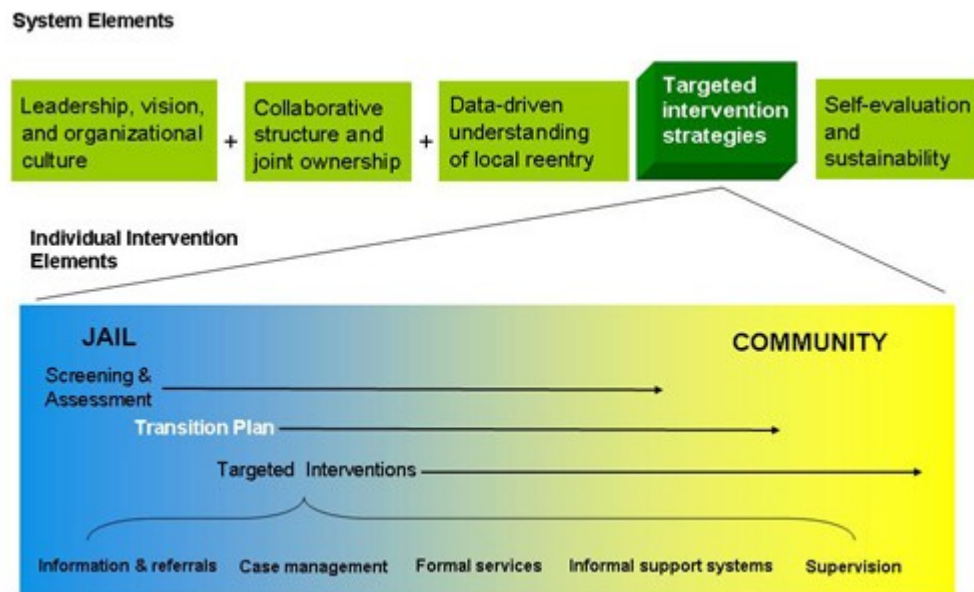 System Elements
Leadership, vision,
and organizational
culture
+
Collaborative
structure and
joint ownership
+
Data-driven
understanding
of local reentry
Targeted
intervention
strategies
Self-evaluation
and
sustainability
Individual Intervention
Elements
JAIL
COMMUNITY
Screening &
Assessment
Transition Plan
Targeted Interventions
Information & referrals
Case management
Formal services
Informal support systems
Supervision